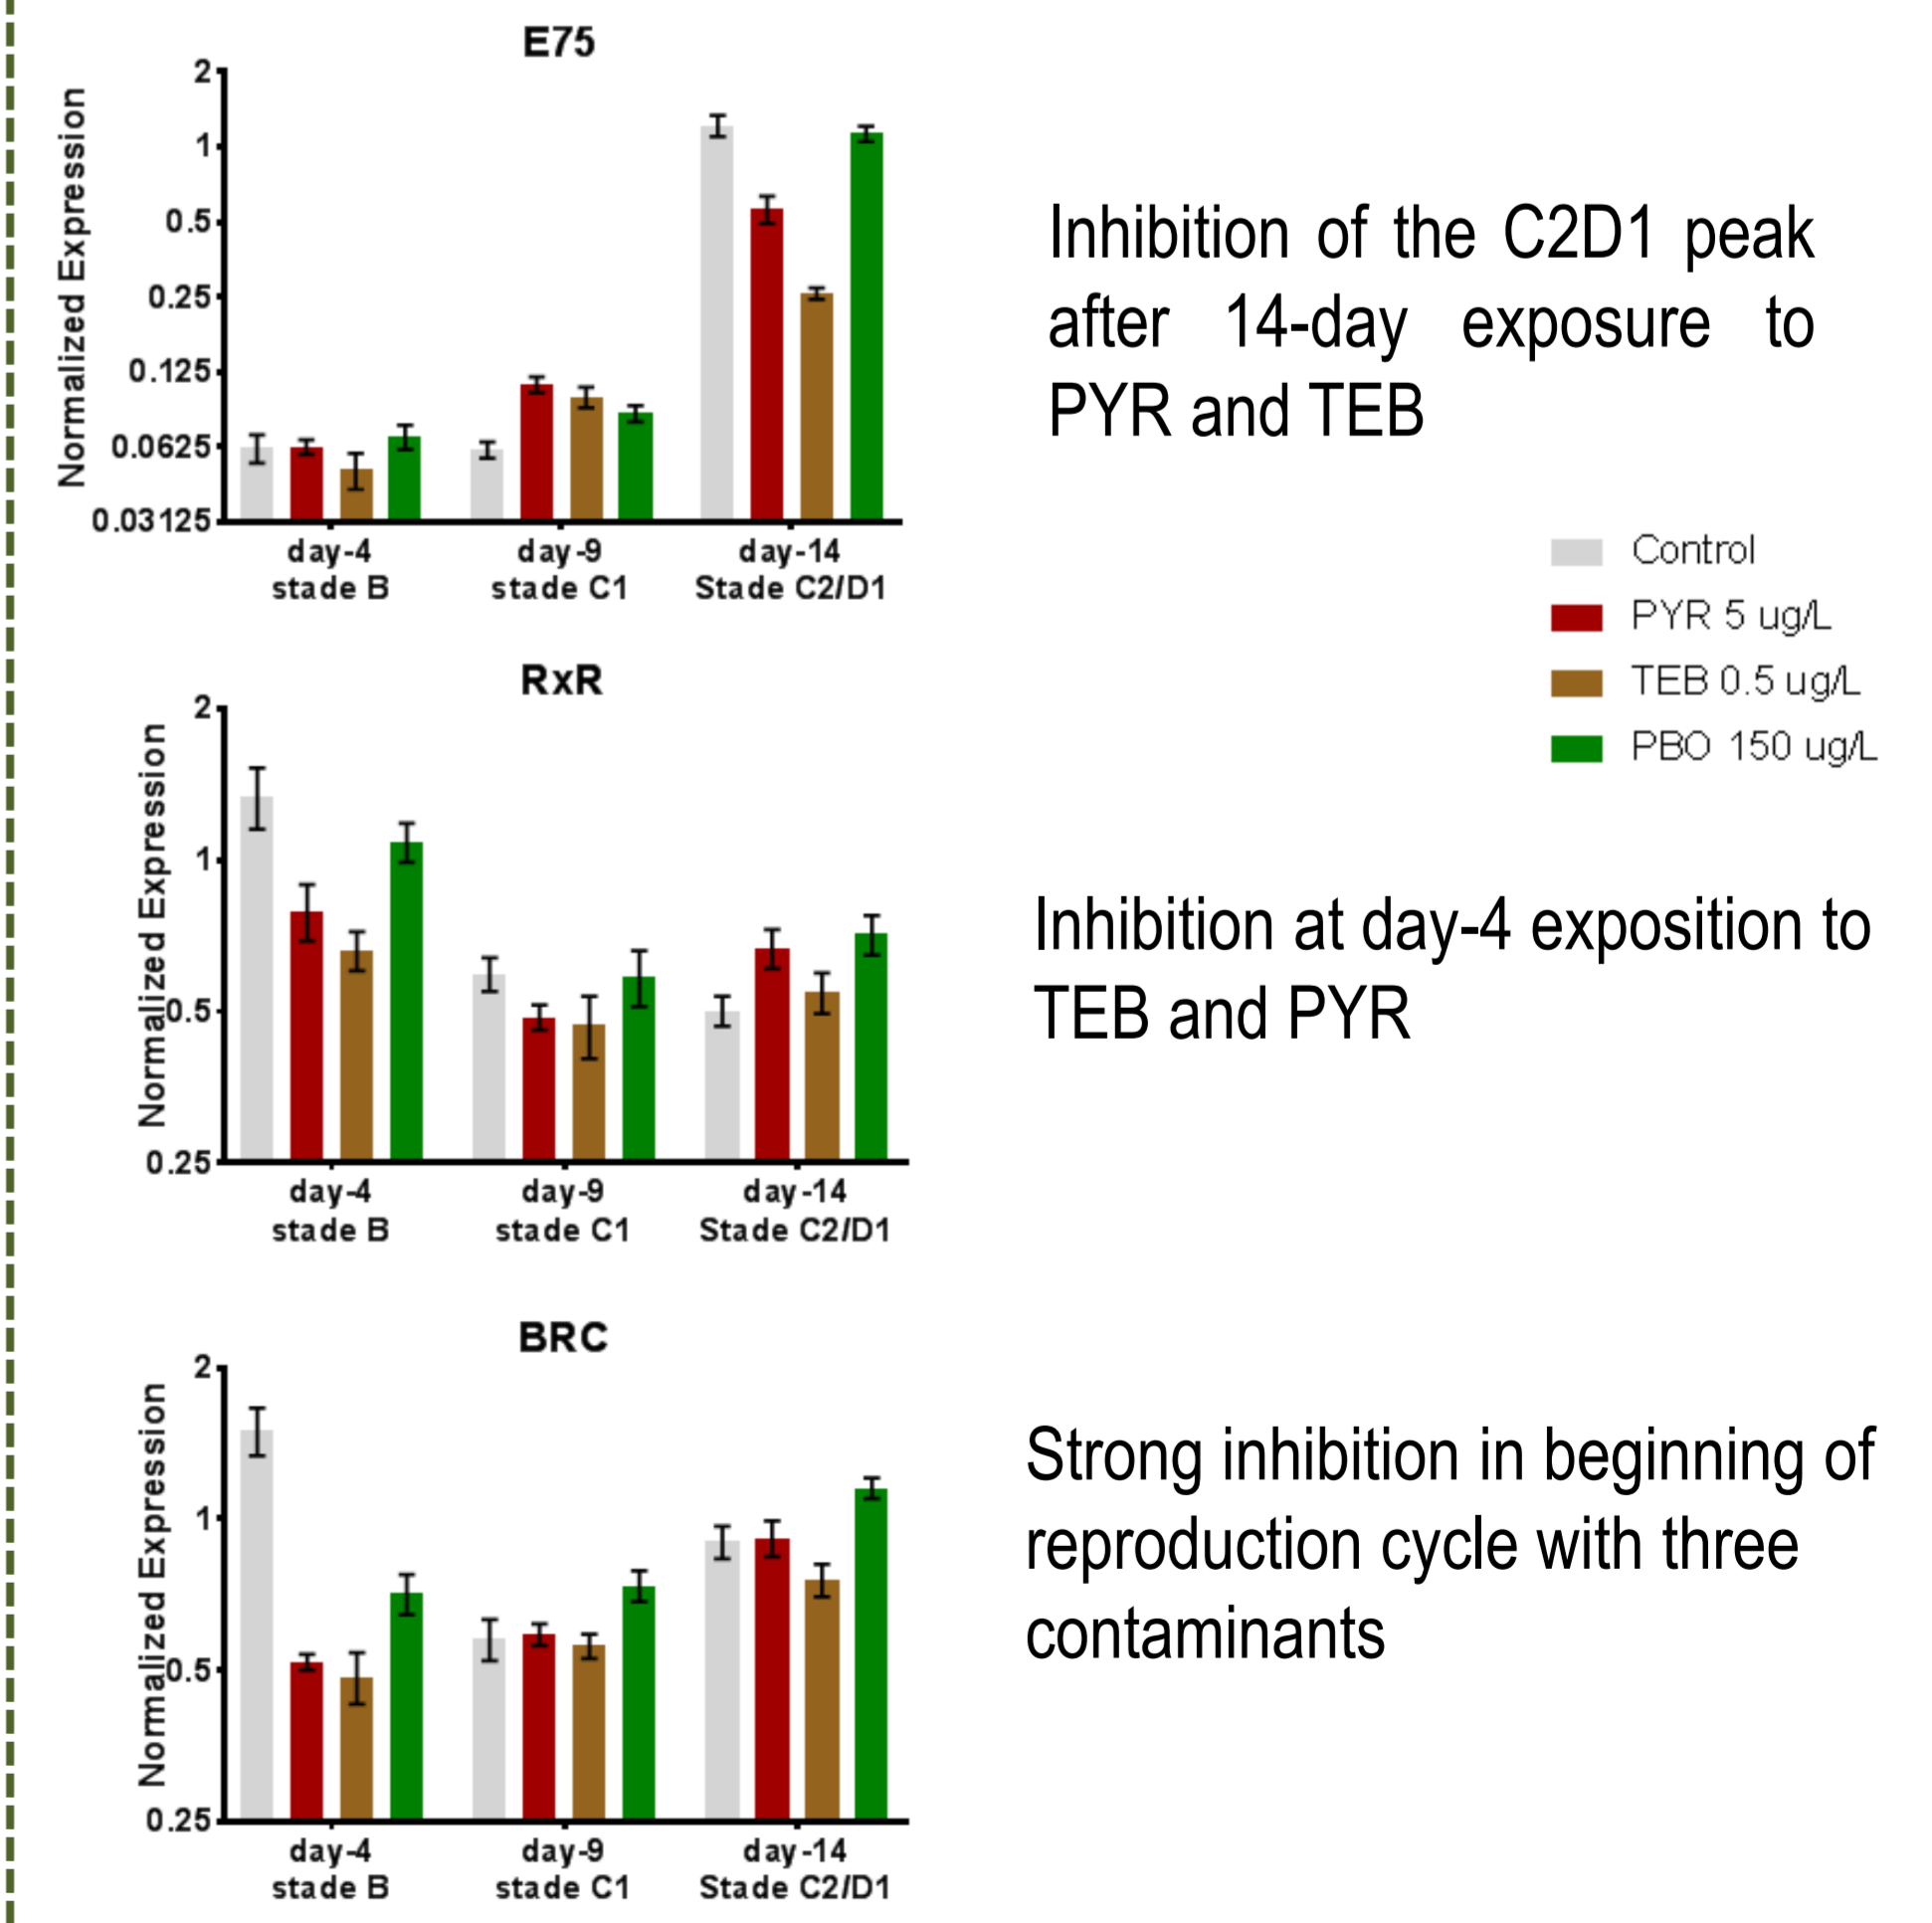 E75
Normalized Expression
2
1
0.5
0.25
0.125
0.0625
0.03125
day-4
stade B
day-9
stade C1
day-14
Stade C2/D1
Inhibition of the C2D1 peak
after 14-day exposure to
PYR and TEB
Control
PYR 5 ug/L
TEB 0.5 ug/L
PBO 150 ug/L
RxR
Normalized Expression
2
1
0.5
0.25
day-4
stade B
day-9
stade C1
day-14
Stade C2/D1
Inhibition at day-4 exposition to
TEB and PYR
BRC
Normalized Expression
2
1
0.5
0.25
day-4
stade B
day-9
stade C1
day-14
Stade C2/D1
Strong inhibition in beginning of
reproduction cycle with three
contaminants